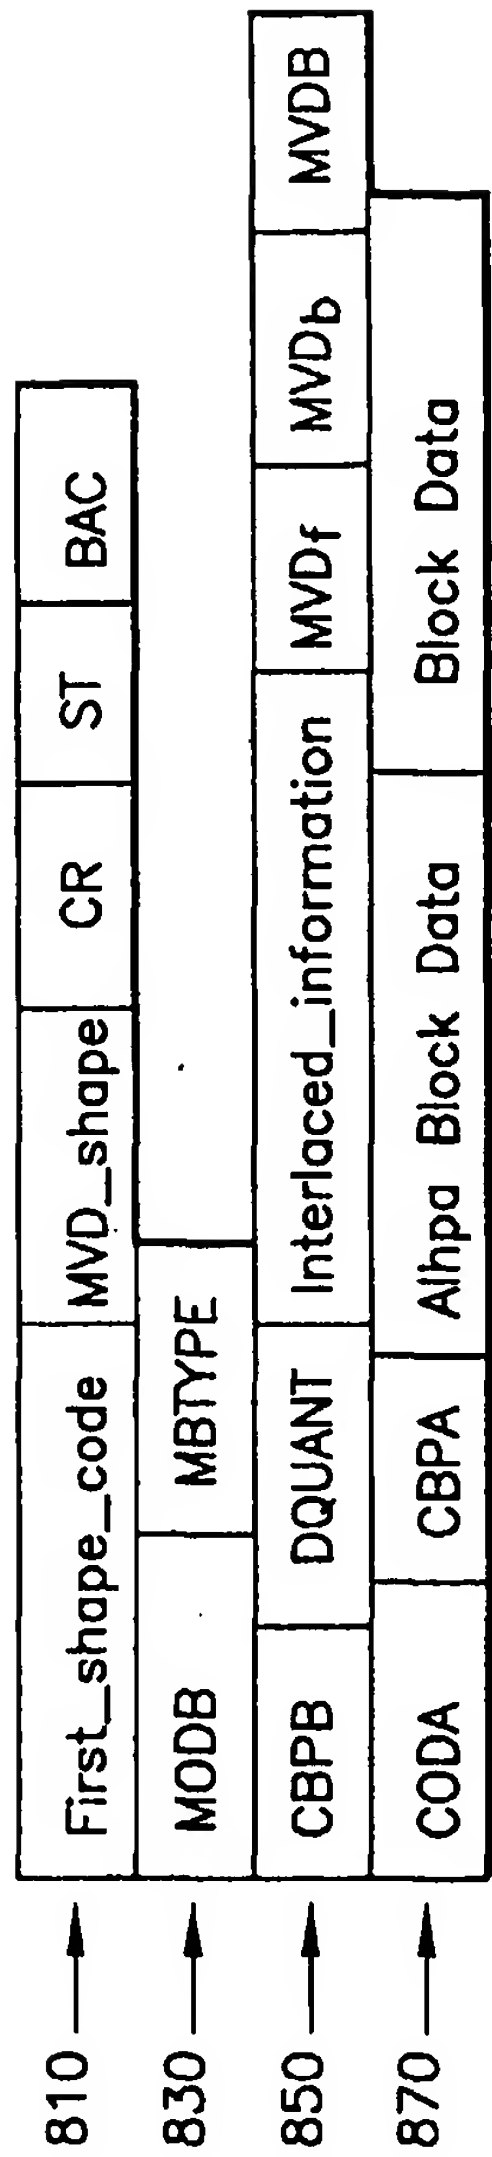 810 First_shape_code MVD_shape CR ST BAC
830 MODB MBTYPE
850 CBPB DQUANT Interlaced_information MVDf MVDb MVDB
870 CODA CBPA Alhpa Block Data Block Data